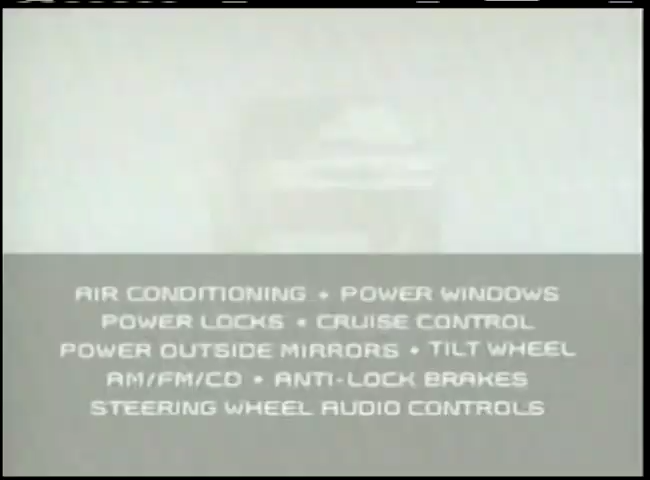 AIR CONDITIONING • POWER WINDOWS
POWER LOCKS • CRUISE CONTROL
POWER OUTSIDE MIRRORS • TILT WHEEL
AM/FM/CD • ANTI-LOCK BRAKES
STEERING WHEEL AUDIO CONTROLS